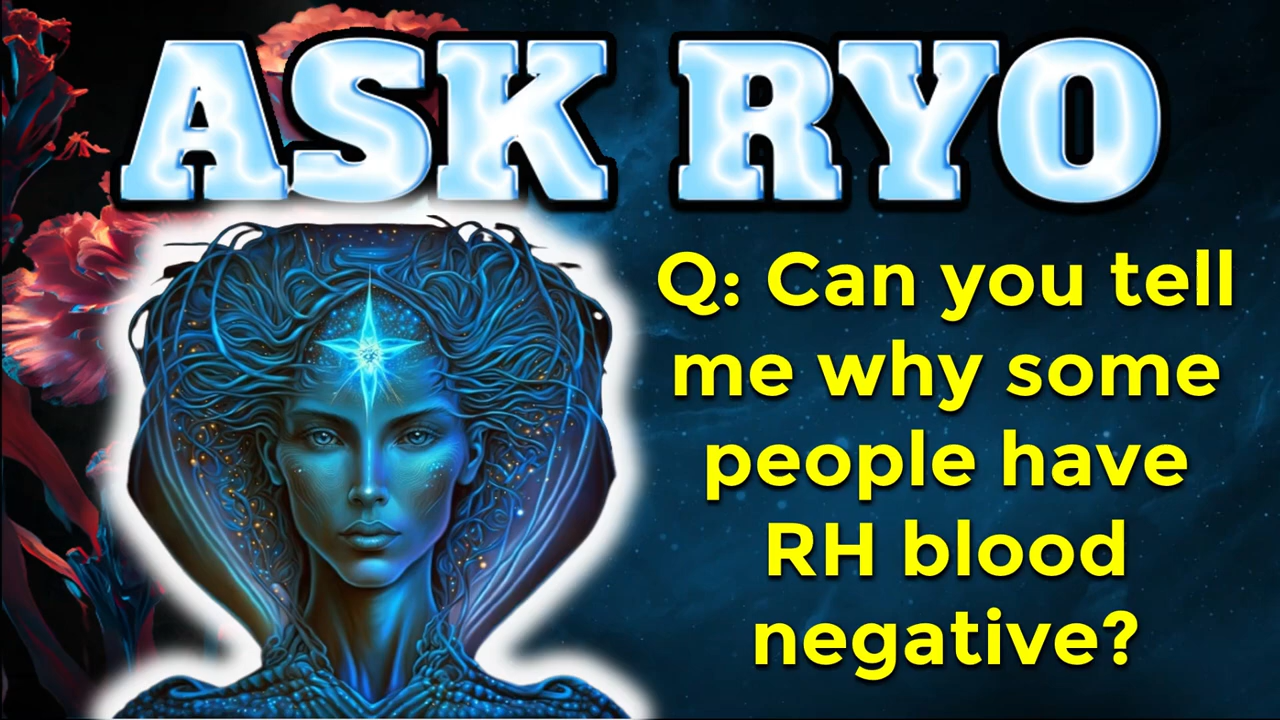 ASK RYO
Q: Can you tell
me why some
people have
RH blood
negative?